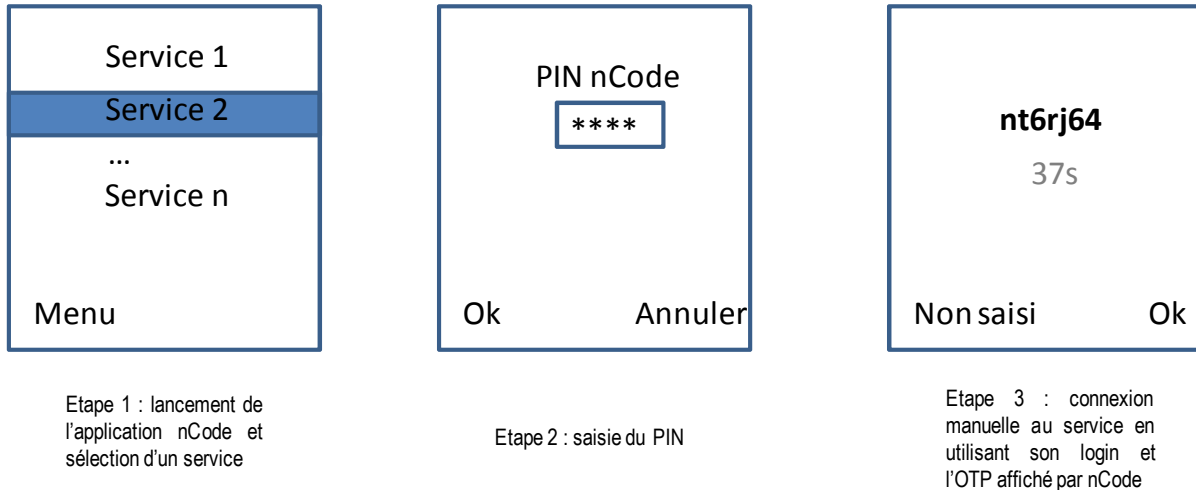 Service 1
Service 2
...
Service n
Menu
PIN nCode
****
Ok Annuler
nt6rj64
37s
Non saisi Ok
Etape 1 : lancement de
l'application nCode et
sélection d'un service
Etape 2 : saisie du PIN
Etape 3 : connexion
manuelle au service en
utilisant son login et
l'OTP affiché par nCode